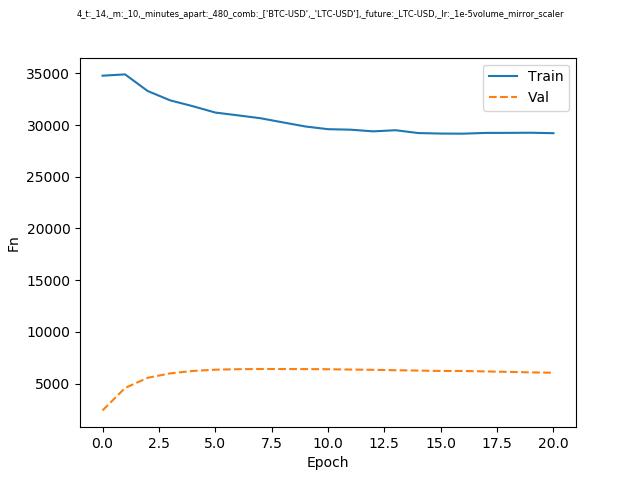 4_t:_14,_m:_10,_minutes_apart:_480_comb:_['BTC-USD',_'LTC-USD'],_future:_LTC-USD,_lr:_1e-5volume_mirror_scaler
Train
Val
35000
30000
25000
20000
15000
10000
5000
Fn
0.0 2.5 5.0 7.5 10.0 12.5 15.0 17.5 20.0
Epoch